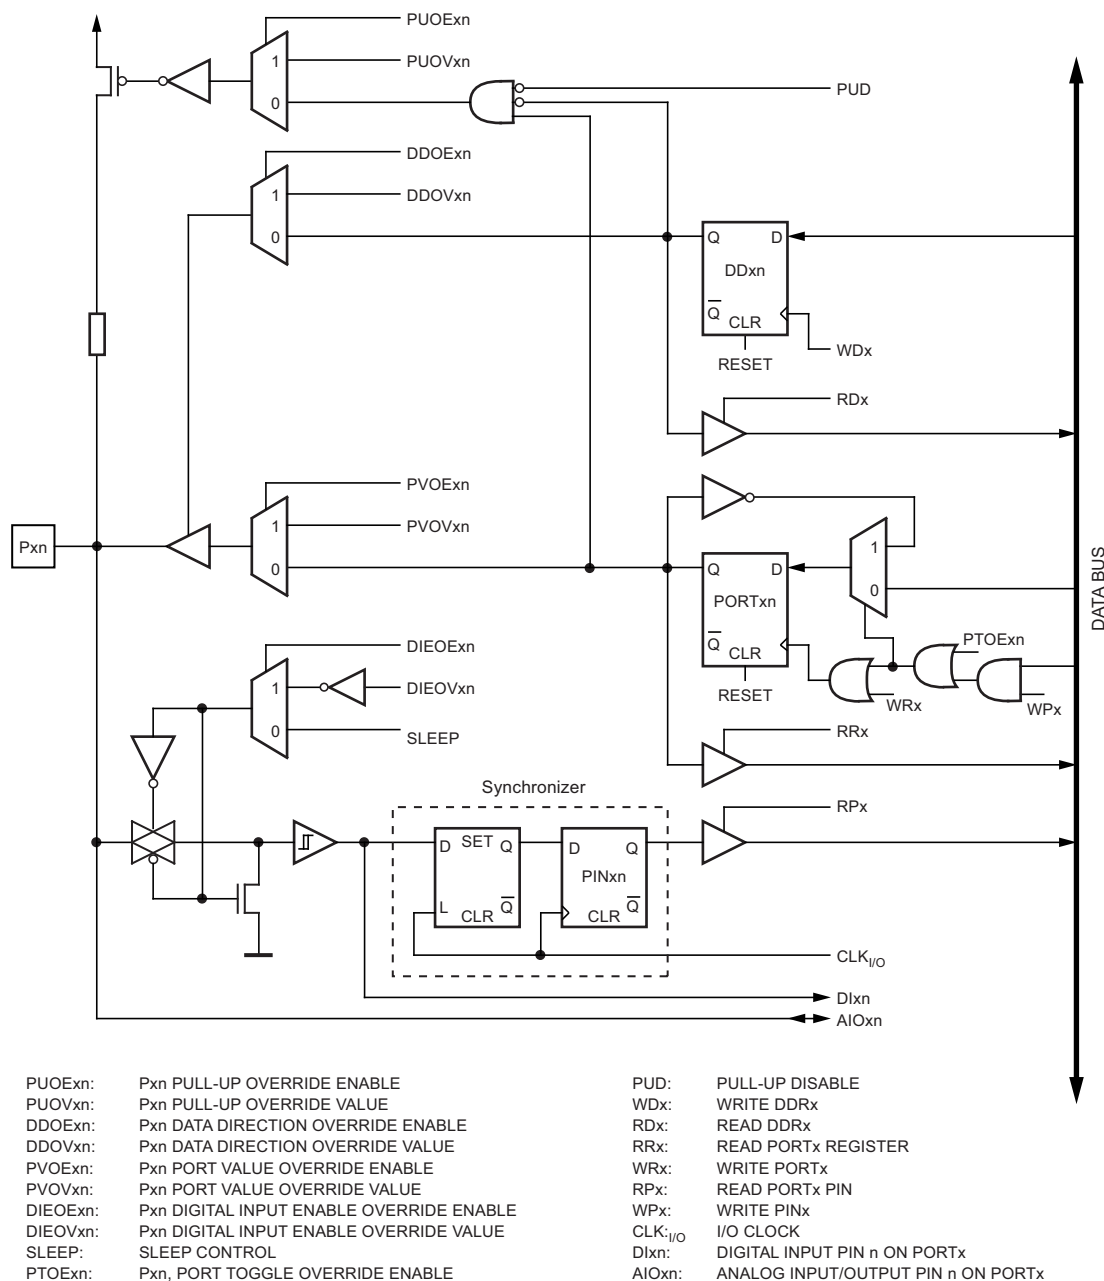 PUOExn
PUOVxn
1
0
PUD
DDOExn
DDOVxn
1
0
Q D
DDxn
Q
CLR
RESET
WDx
RDx
PVOExn
PVOVxn
1
0
Pxn
1
0
Q D
PORTxn
Q
CLR
RESET
PTOExn
WRx
WPx
DATA BUS
DIEOExn
DIEOVxn
1
0
SLEEP
RRx
Synchronizer
RPx
D SET Q
L CLR Q
D Q
PINxn
CLR Q
CLKI/O
DIxn
AIOxn
PUOExn: Pxn PULL-UP OVERRIDE ENABLE
PUOVxn: Pxn PULL-UP OVERRIDE VALUE
DDOExn: Pxn DATA DIRECTION OVERRIDE ENABLE
DDOVxn: Pxn DATA DIRECTION OVERRIDE VALUE
PVOExn: Pxn PORT VALUE OVERRIDE ENABLE
PVOVxn: Pxn PORT VALUE OVERRIDE VALUE
DIEOExn: Pxn DIGITAL INPUT ENABLE OVERRIDE ENABLE
DIEOVxn: Pxn DIGITAL INPUT ENABLE OVERRIDE VALUE
SLEEP: SLEEP CONTROL
PTOExn: Pxn, PORT TOGGLE OVERRIDE ENABLE
PUD: PULL-UP DISABLE
WDx: WRITE DDRx
RDx: READ DDRx
RRx: READ PORTx REGISTER
WRx: WRITE PORTx
RPx: READ PORTx PIN
WPx: WRITE PINx
CLK:I/O I/O CLOCK
DIxn: DIGITAL INPUT PIN n ON PORTx
AIOxn: ANALOG INPUT/OUTPUT PIN n ON PORTx